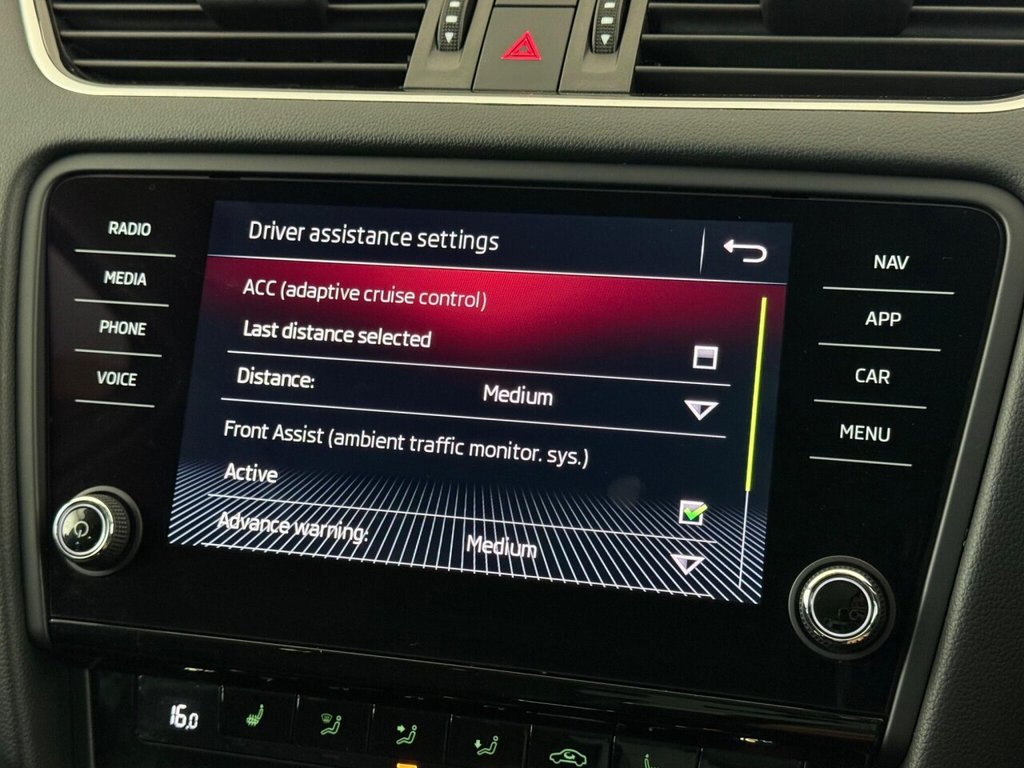 RADIO
MEDIA
PHONE
VOICE
Driver assistance settings
ACC (adaptive cruise control)
Last distance selected
Distance: Medium
Front Assist (ambient traffic monitor. sys.)
Active
Advance warning: Medium
NAV
APP
CAR
MENU
16.0